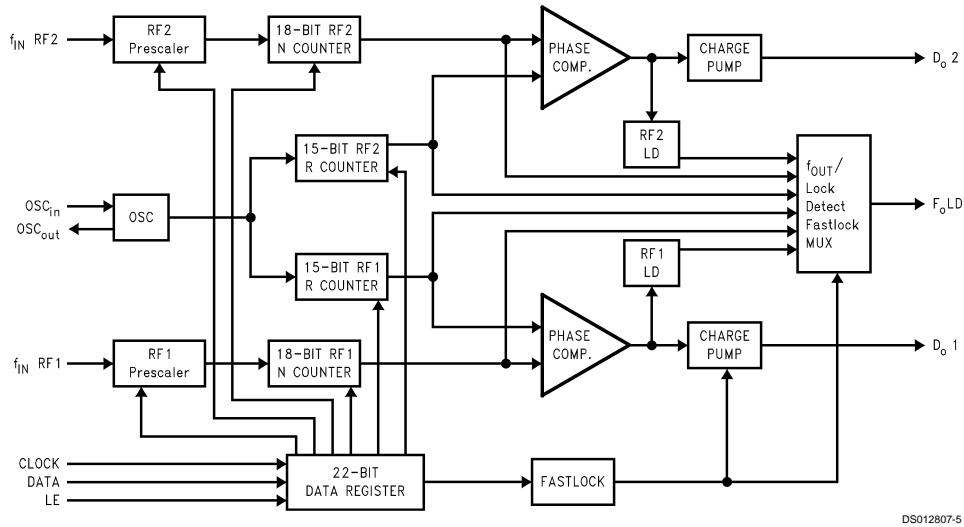 f_IN RF2
RF2
Prescaler
18-BIT RF2
N COUNTER
PHASE
COMP.
CHARGE
PUMP
D_o 2
RF2
LD
15-BIT RF2
R COUNTER
OSC_in
OSC_out
OSC
f_OUT/
Lock
Detect
Fastlock
MUX
F_oLD
15-BIT RF1
R COUNTER
RF1
LD
f_IN RF1
RF1
Prescaler
18-BIT RF1
N COUNTER
PHASE
COMP.
CHARGE
PUMP
D_o 1
CLOCK
DATA
LE
22-BIT
DATA REGISTER
FASTLOCK
DS012807-5